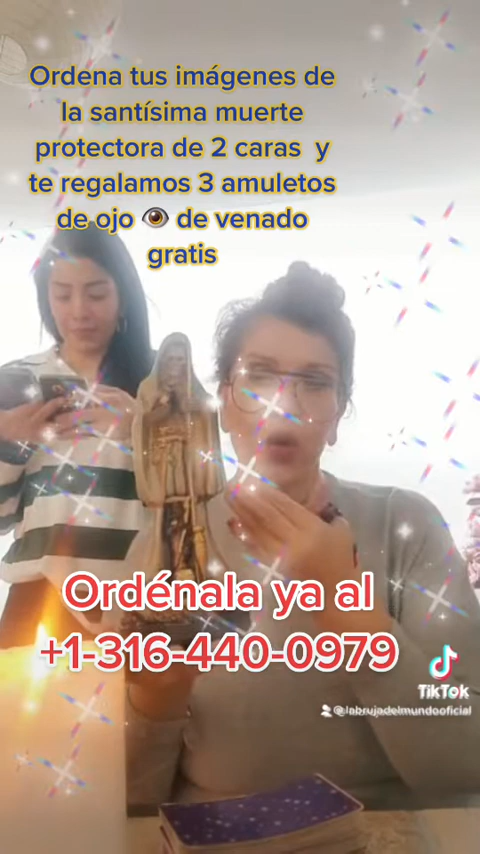 Ordena tus imágenes de
la santísima muerte
protectora de 2 caras y
te regalamos 3 amuletos
de ojo 👁 de venado
gratis
Ordénala ya al
+1-316-440-0979
TikTok
@labrujadelmundooficial